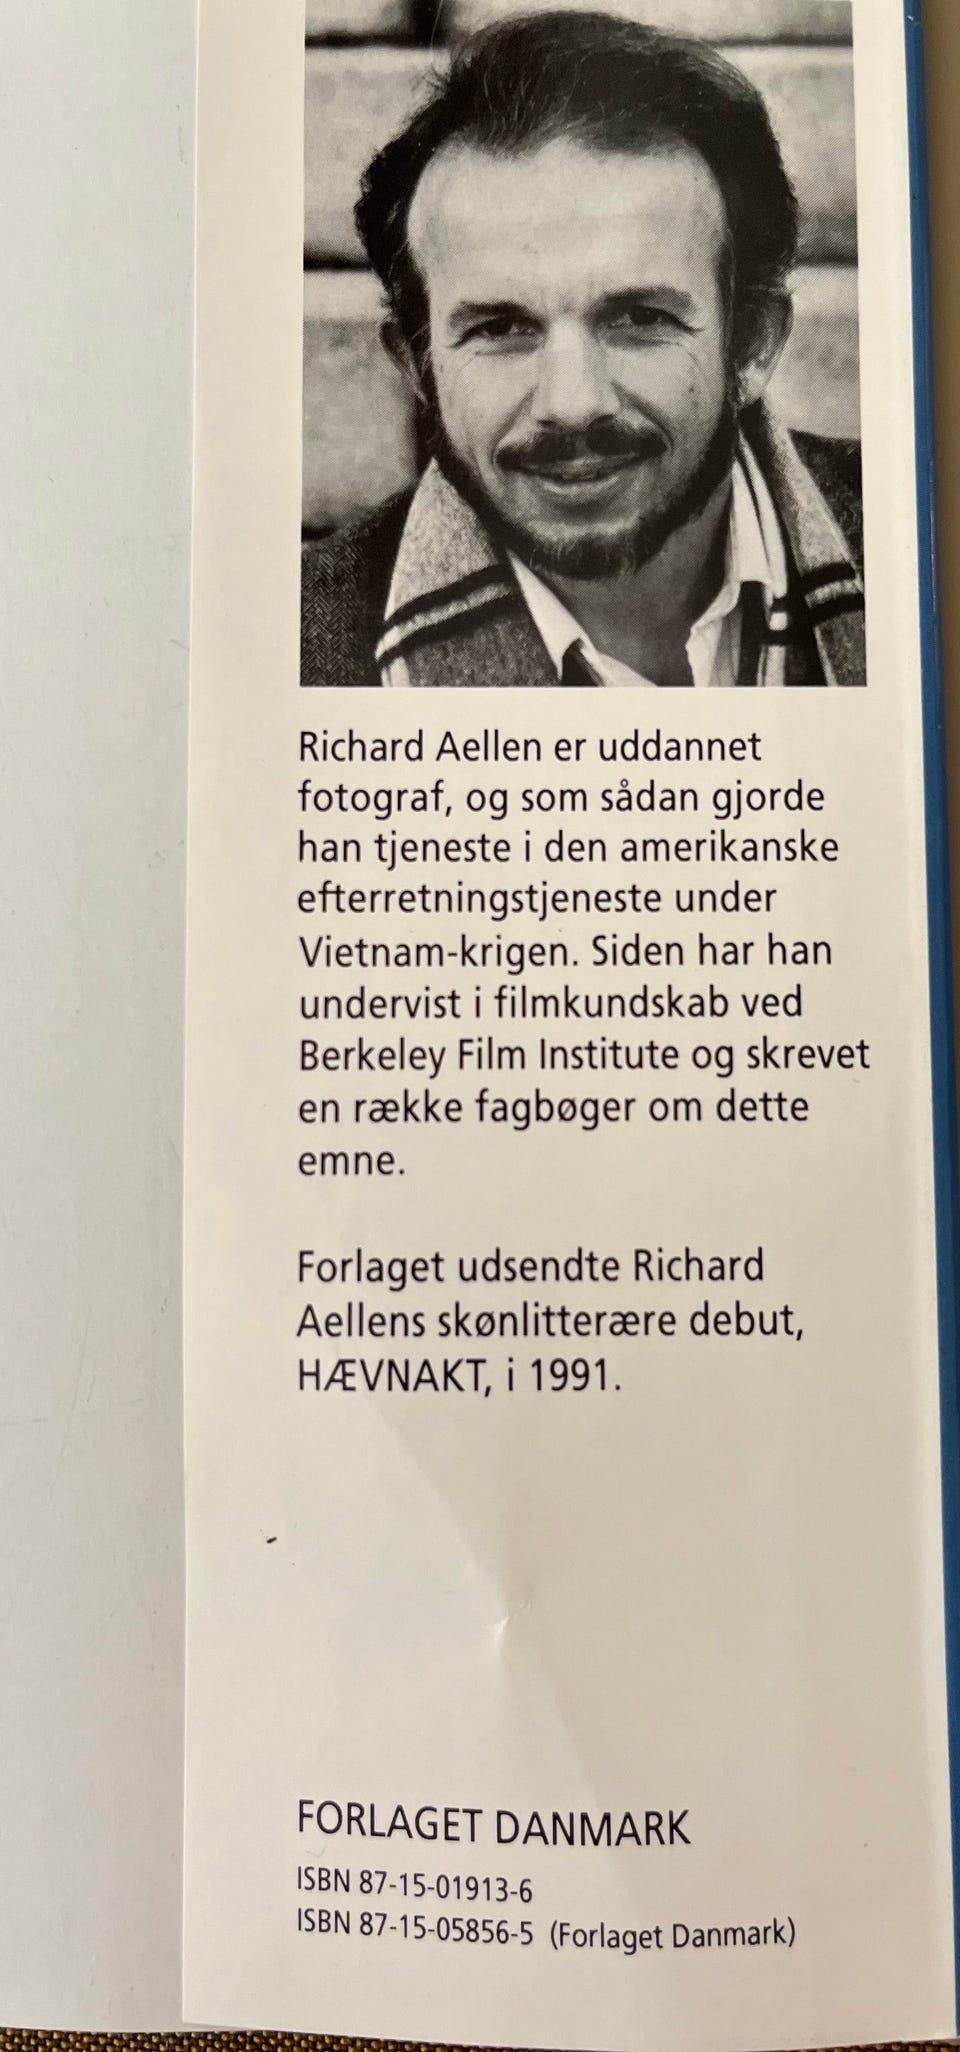 Richard Aellen er uddannet
fotograf, og som sådan gjorde
han tjeneste i den amerikanske
efterretningstjeneste under
Vietnam-krigen. Siden har han
undervist i filmkundskab ved
Berkeley Film Institute og skrevet
en række fagbøger om dette
emne.
Forlaget udsendte Richard
Aellens skønlitterære debut,
HÆVNAKT, i 1991.
FORLAGET DANMARK
ISBN 87-15-01913-6
ISBN 87-15-05856-5 (Forlaget Danmark)